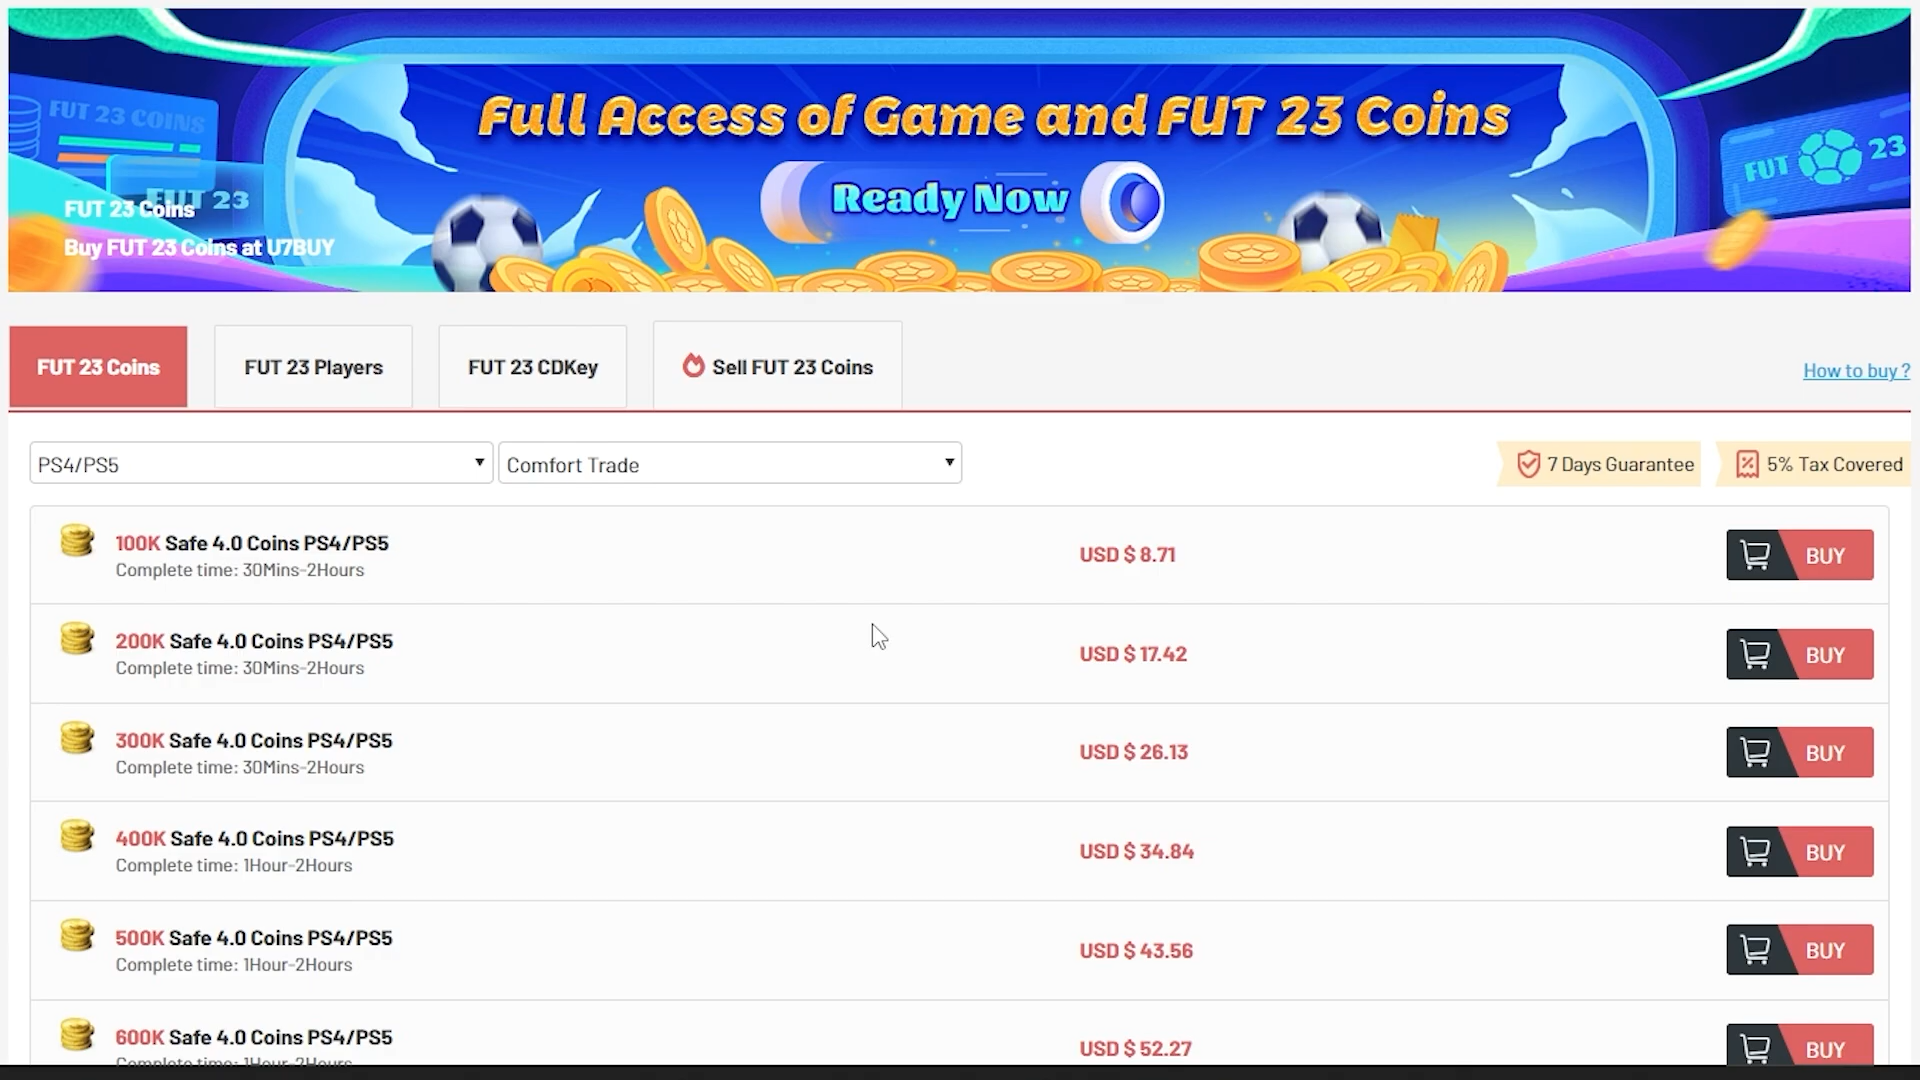 Full Access of Game and FUT 23 Coins
Ready Now
FUT 23 COINS
FUT 23
FUT 23
FUT 23 Coins
Buy FUT 23 Coins at U7BUY
FUT 23 Coins
FUT 23 Players
FUT 23 CDKey
Sell FUT 23 Coins
How to buy ?
PS4/PS5
Comfort Trade
7 Days Guarantee
5% Tax Covered
100K Safe 4.0 Coins PS4/PS5
Complete time: 30Mins-2Hours
USD $ 8.71
BUY
200K Safe 4.0 Coins PS4/PS5
Complete time: 30Mins-2Hours
USD $ 17.42
BUY
300K Safe 4.0 Coins PS4/PS5
Complete time: 30Mins-2Hours
USD $ 26.13
BUY
400K Safe 4.0 Coins PS4/PS5
Complete time: 1Hour-2Hours
USD $ 34.84
BUY
500K Safe 4.0 Coins PS4/PS5
Complete time: 1Hour-2Hours
USD $ 43.56
BUY
600K Safe 4.0 Coins PS4/PS5
Complete time: 1Hour-2Hours
USD $ 52.27
BUY